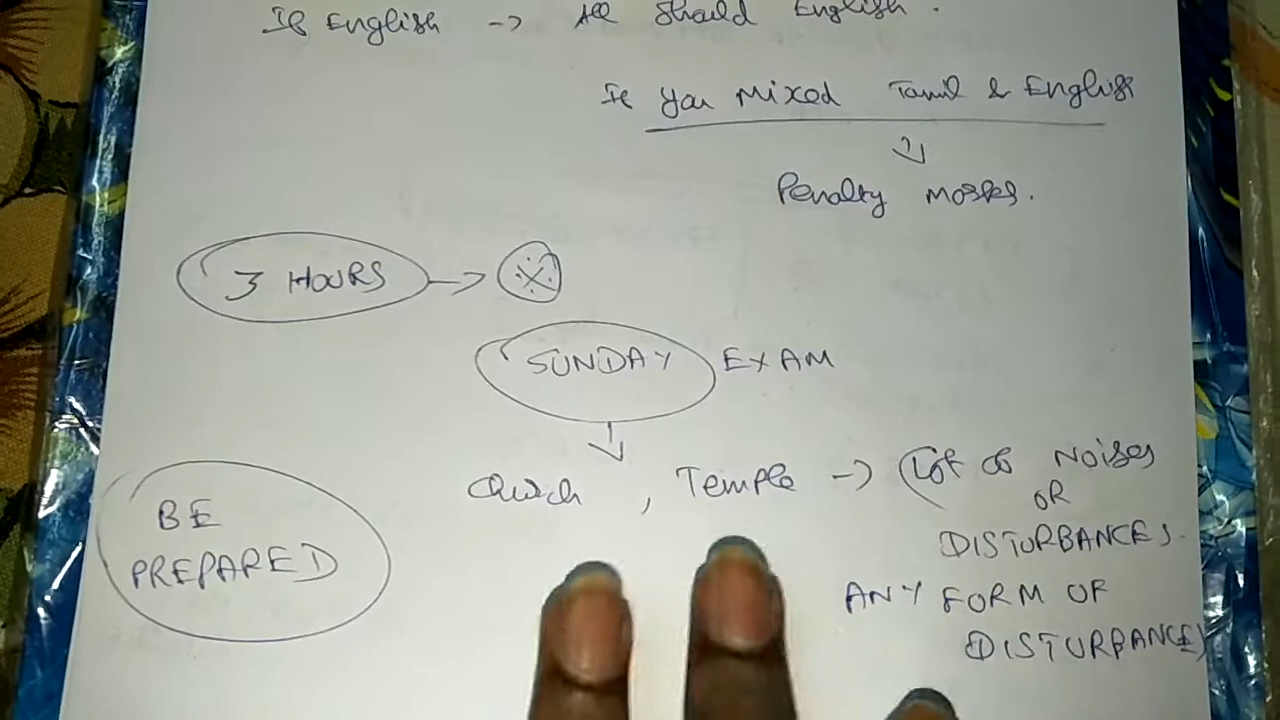 If English -> All should English.
If you Mixed Tamil & English
Penalty Marks.
3 HOURS -> ※
SUNDAY EXAM
Church, Temple -> Lot of Noises
OR
DISTURBANCES.
BE
PREPARED
ANY FORM OF
DISTURBANCES